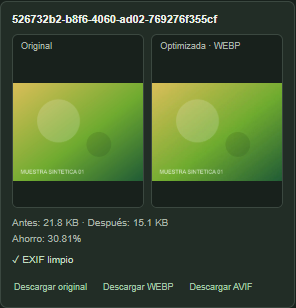 526732b2-b8f6-4060-ad02-769276f355cf
Original
Optimizada · WEBP
MUESTRA SINTETICA 01
MUESTRA SINTETICA 01
Antes: 21.8 KB · Después: 15.1 KB
Ahorro: 30.81%
✓ EXIF limpio
Descargar original Descargar WEBP Descargar AVIF